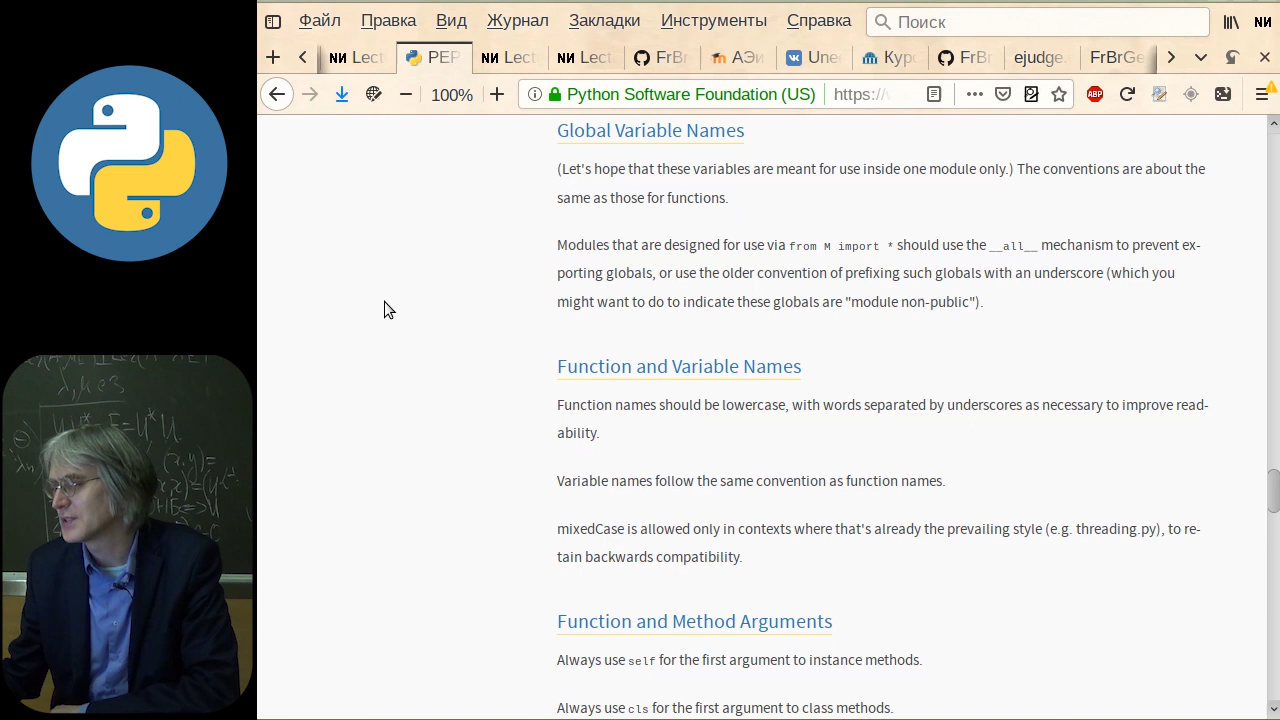 Файл Правка Вид Журнал Закладки Инструменты Справка Поиск
Lect PEP Lect Lect FrBr АЭи Une Кур FrBr ejudge. FrBrGe
100% Python Software Foundation (US) https://
ABP
Global Variable Names
(Let's hope that these variables are meant for use inside one module only.) The conventions are about the
same as those for functions.
Modules that are designed for use via from M import * should use the __all__ mechanism to prevent ex-
porting globals, or use the older convention of prefixing such globals with an underscore (which you
might want to do to indicate these globals are "module non-public").
Function and Variable Names
Function names should be lowercase, with words separated by underscores as necessary to improve read-
ability.
Variable names follow the same convention as function names.
mixedCase is allowed only in contexts where that's already the prevailing style (e.g. threading.py), to re-
tain backwards compatibility.
Function and Method Arguments
Always use self for the first argument to instance methods.
Always use cls for the first argument to class methods.